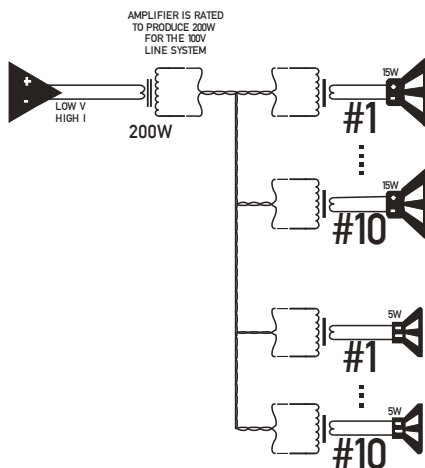 AMPLIFIER IS RATED
TO PRODUCE 200W
FOR THE 100V
LINE SYSTEM
+
-
LOW V
HIGH I
200W
15W
+
-
#1
15W
+
-
#10
5W
#1
5W
#10